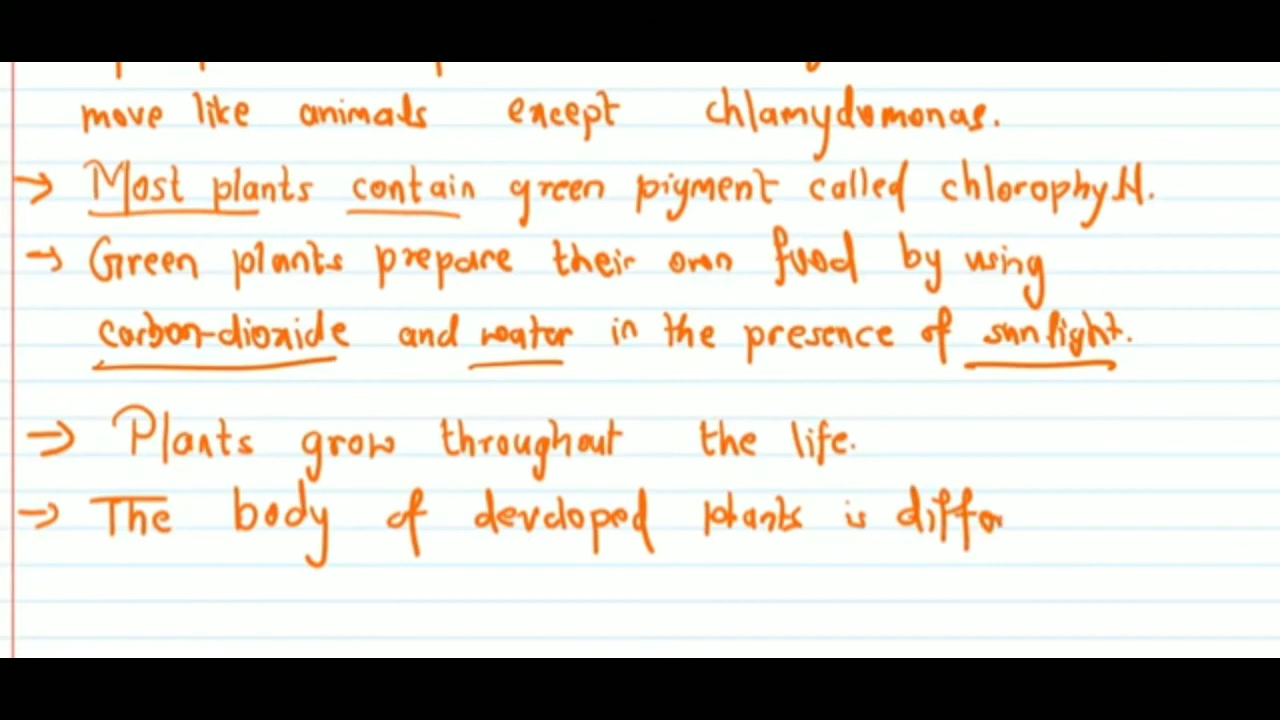 move like animals except chlamydomonas.
→ Most plants contain green pigment called chlorophyll.
→ Green plants prepare their own food by using
carbon-dioxide and water in the presence of sunlight.
→ Plants grow throughout the life.
→ The body of developed plants is differ